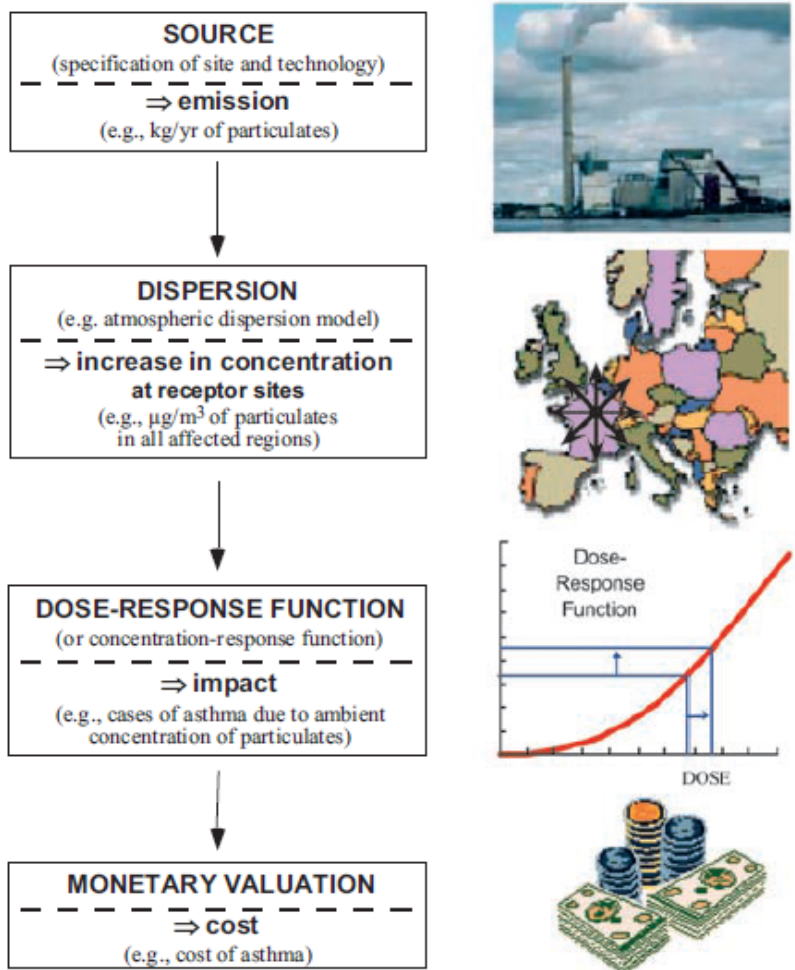 SOURCE
(specification of site and technology)
⇒ emission
(e.g., kg/yr of particulates)
DISPERSION
(e.g. atmospheric dispersion model)
⇒ increase in concentration
at receptor sites
(e.g., µg/m³ of particulates
in all affected regions)
DOSE-RESPONSE FUNCTION
(or concentration-response function)
⇒ impact
(e.g., cases of asthma due to ambient
concentration of particulates)
Dose-
Response
Function
DOSE
MONETARY VALUATION
⇒ cost
(e.g., cost of asthma)